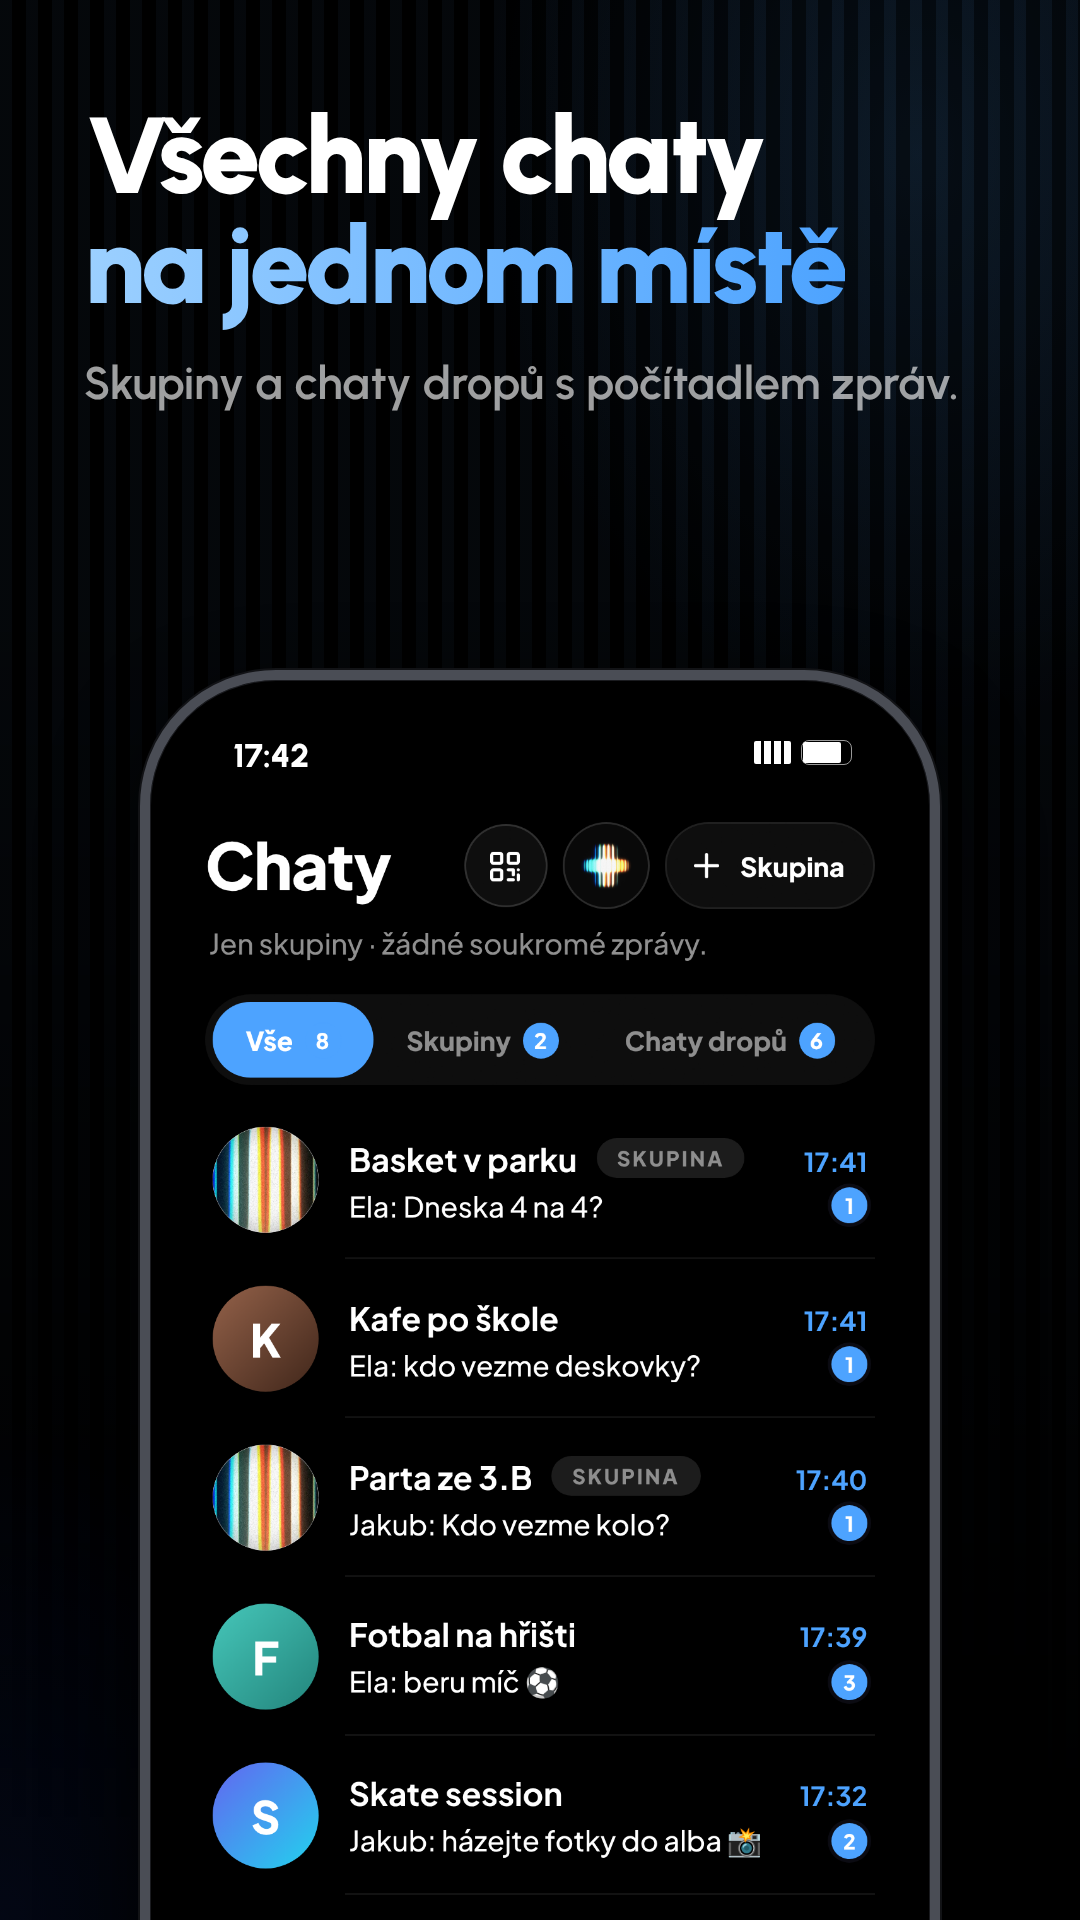 Všechny chaty
na jednom místě
Skupiny a chaty dropů s počítadlem zpráv.
17:42
Chaty
Skupina
Jen skupiny · žádné soukromé zprávy.
Vše 8 Skupiny 2 Chaty dropů 6
Basket v parku SKUPINA 17:41
Ela: Dneska 4 na 4? 1
K
Kafe po škole 17:41
Ela: kdo vezme deskovky? 1
Parta ze 3.B SKUPINA 17:40
Jakub: Kdo vezme kolo? 1
F
Fotbal na hřišti 17:39
Ela: beru míč ⚽ 3
S
Skate session 17:32
Jakub: házejte fotky do alba 📸 2